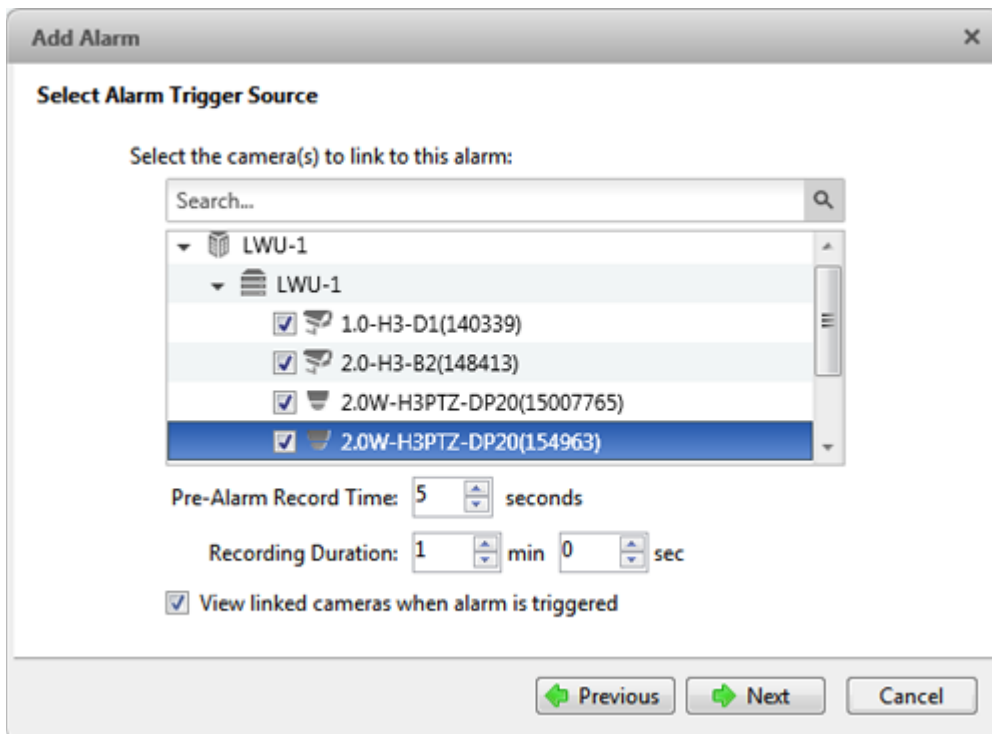 Add Alarm
Select Alarm Trigger Source
Select the camera(s) to link to this alarm:
Search...
LWU-1
LWU-1
1.0-H3-D1(140339)
2.0-H3-B2(148413)
2.0W-H3PTZ-DP20(15007765)
2.0W-H3PTZ-DP20(154963)
Pre-Alarm Record Time: 5 seconds
Recording Duration: 1 min 0 sec
View linked cameras when alarm is triggered
Previous Next Cancel